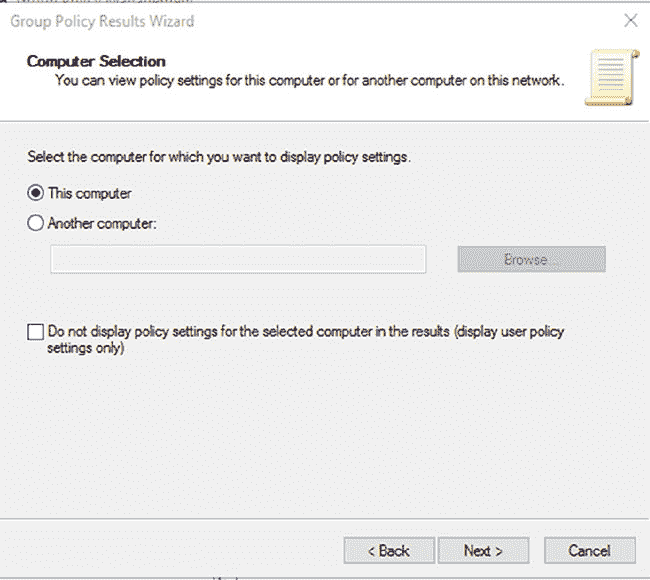 Group Policy Results Wizard
Computer Selection
You can view policy settings for this computer or for another computer on this network.
Select the computer for which you want to display policy settings.
This computer
Another computer:
Browse...
Do not display policy settings for the selected computer in the results (display user policy
settings only)
< Back
Next >
Cancel